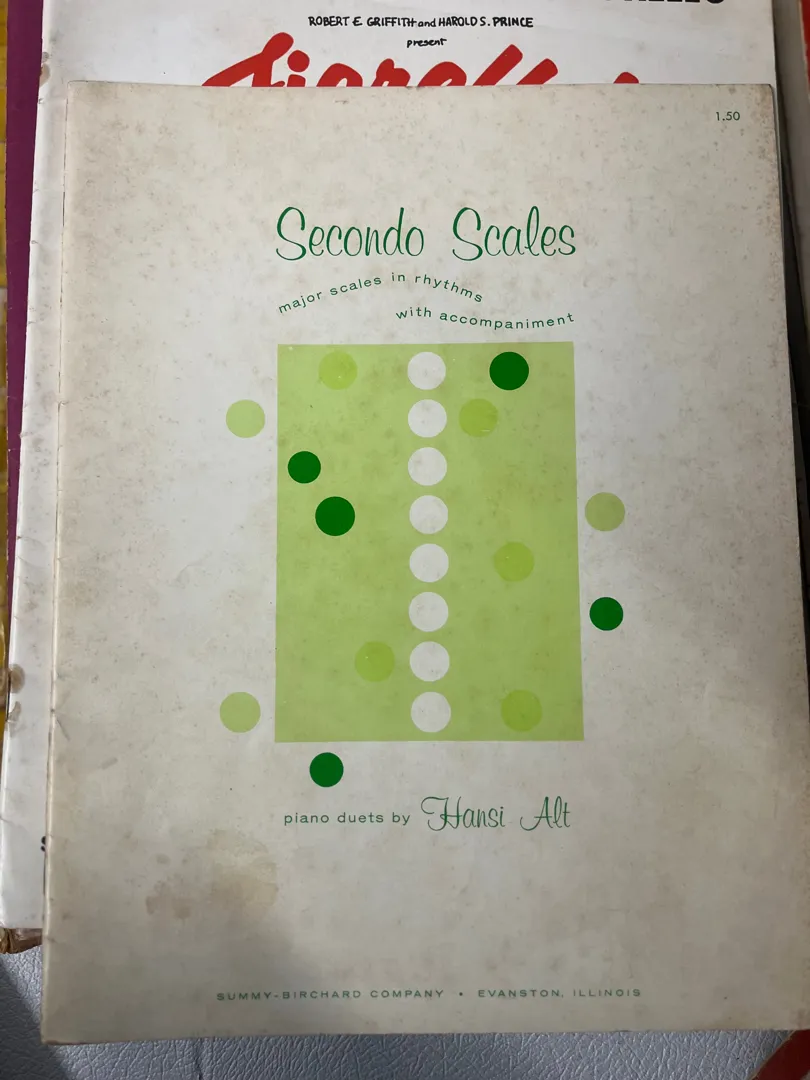 ROBERT E. GRIFFITH and HAROLD S. PRINCE
present
1.50
Secondo Scales
major scales in rhythms
with accompaniment
piano duets by Hansi Alt
SUMMY-BIRCHARD COMPANY • EVANSTON, ILLINOIS